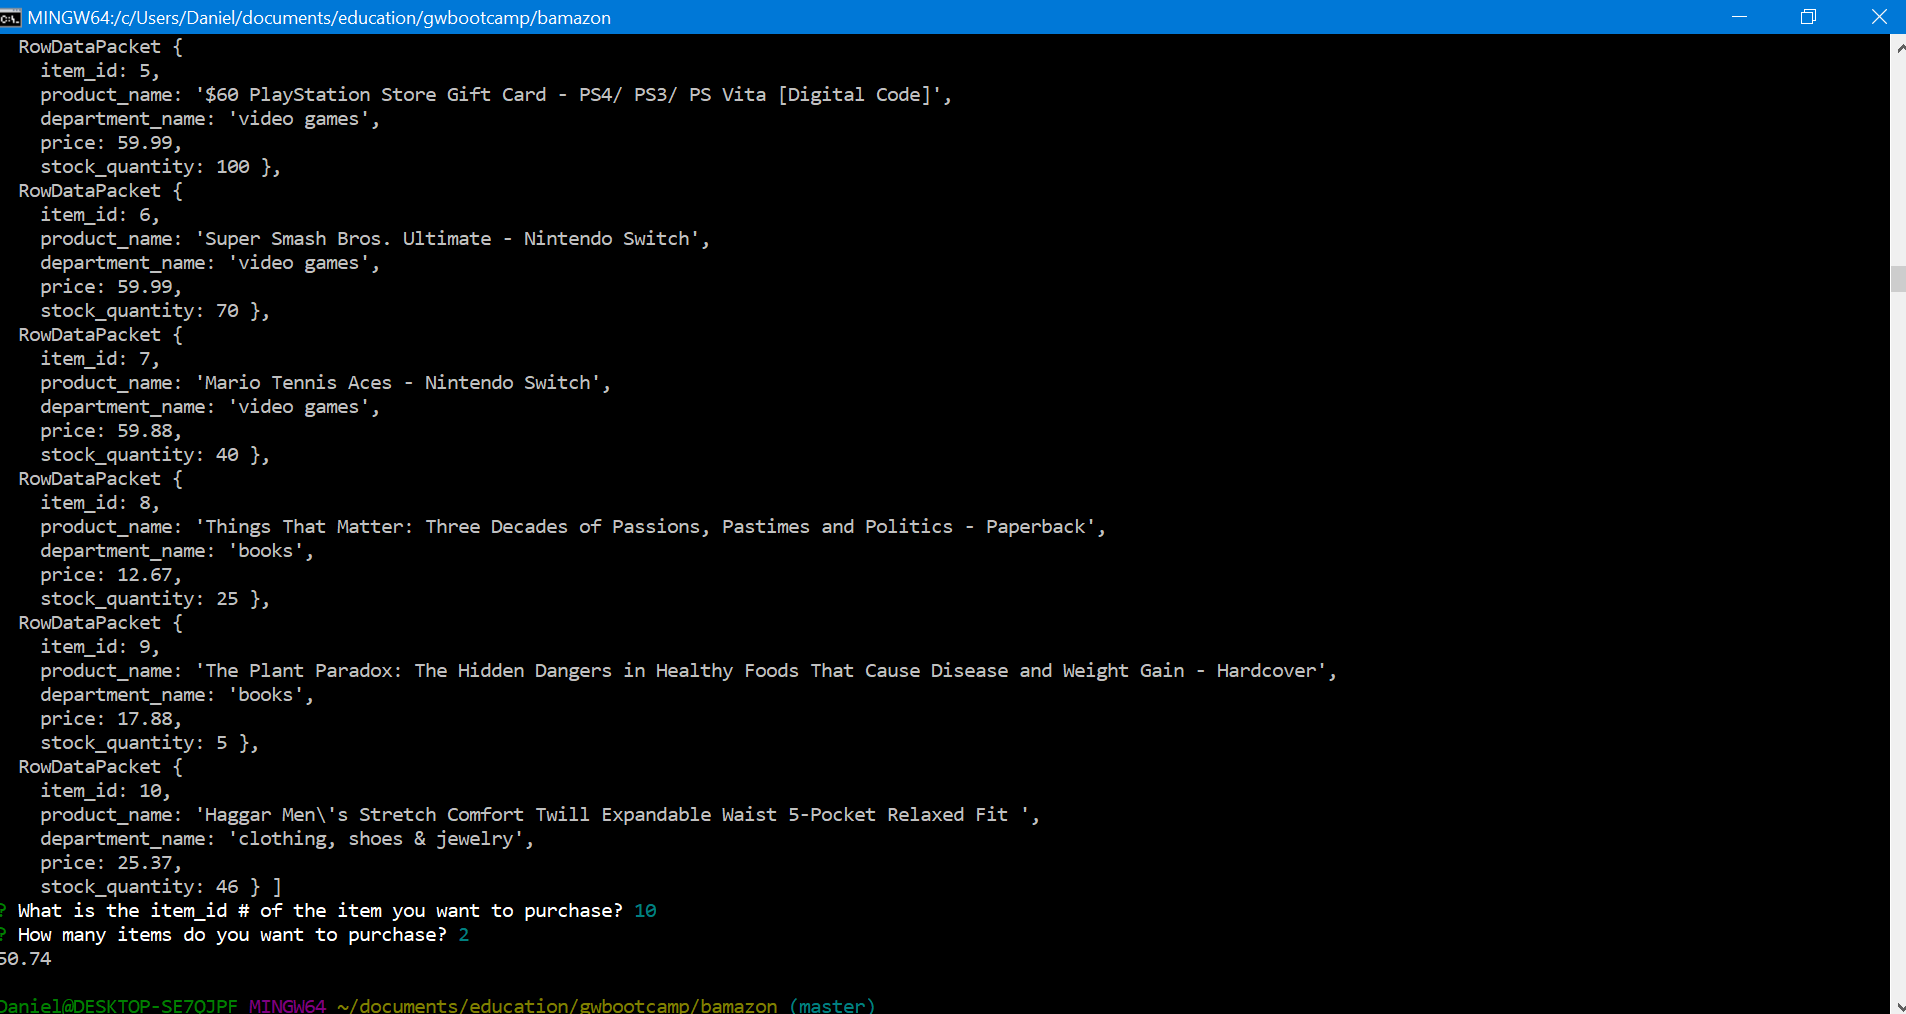 MINGW64:/c/Users/Daniel/documents/education/gwbootcamp/bamazon
RowDataPacket {
item_id: 5,
product_name: '$60 PlayStation Store Gift Card - PS4/ PS3/ PS Vita [Digital Code]',
department_name: 'video games',
price: 59.99,
stock_quantity: 100 },
RowDataPacket {
item_id: 6,
product_name: 'Super Smash Bros. Ultimate - Nintendo Switch',
department_name: 'video games',
price: 59.99,
stock_quantity: 70 },
RowDataPacket {
item_id: 7,
product_name: 'Mario Tennis Aces - Nintendo Switch',
department_name: 'video games',
price: 59.88,
stock_quantity: 40 },
RowDataPacket {
item_id: 8,
product_name: 'Things That Matter: Three Decades of Passions, Pastimes and Politics - Paperback',
department_name: 'books',
price: 12.67,
stock_quantity: 25 },
RowDataPacket {
item_id: 9,
product_name: 'The Plant Paradox: The Hidden Dangers in Healthy Foods That Cause Disease and Weight Gain - Hardcover',
department_name: 'books',
price: 17.88,
stock_quantity: 5 },
RowDataPacket {
item_id: 10,
product_name: 'Haggar Men\'s Stretch Comfort Twill Expandable Waist 5-Pocket Relaxed Fit ',
department_name: 'clothing, shoes & jewelry',
price: 25.37,
stock_quantity: 46 } ]
? What is the item_id # of the item you want to purchase? 10
? How many items do you want to purchase? 2
50.74
Daniel@DESKTOP-SE7OJPF MINGW64 ~/documents/education/gwbootcamp/bamazon (master)